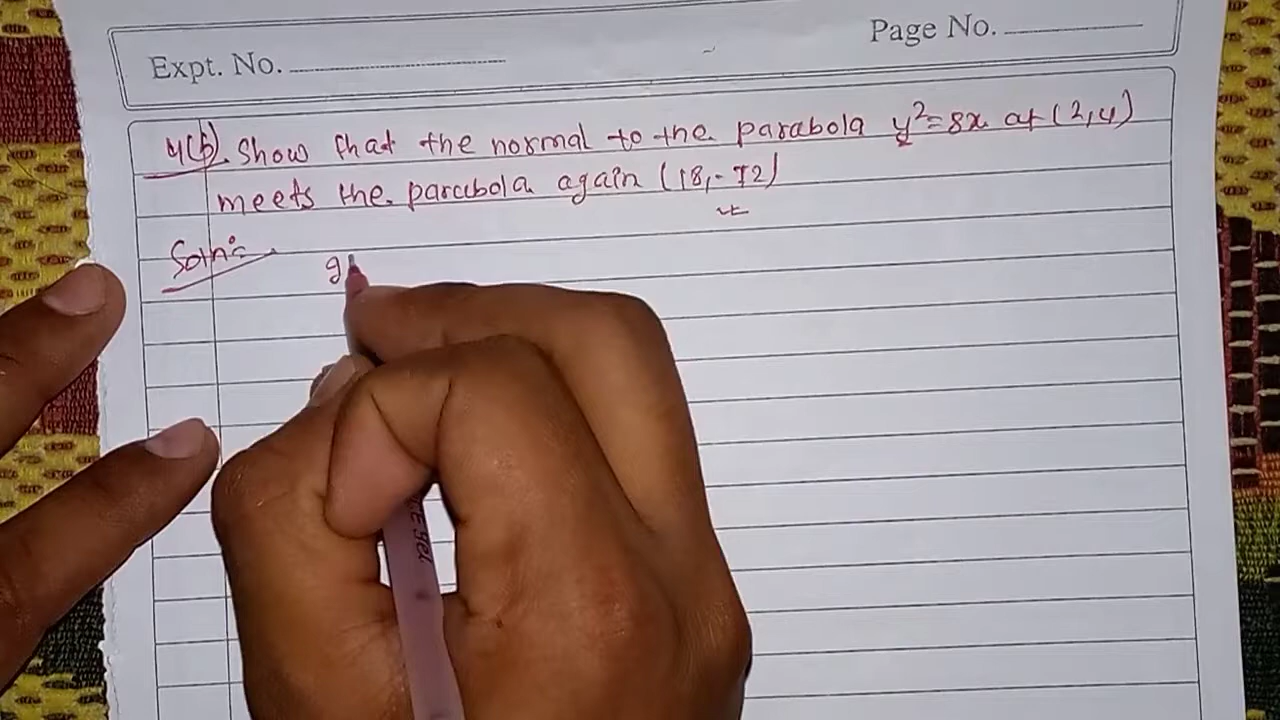 Expt. No.
Page No.
4(b). Show that the normal to the parabola y²=8x at (2,4)
meets the parabola again (18,-72)
Soln:
g